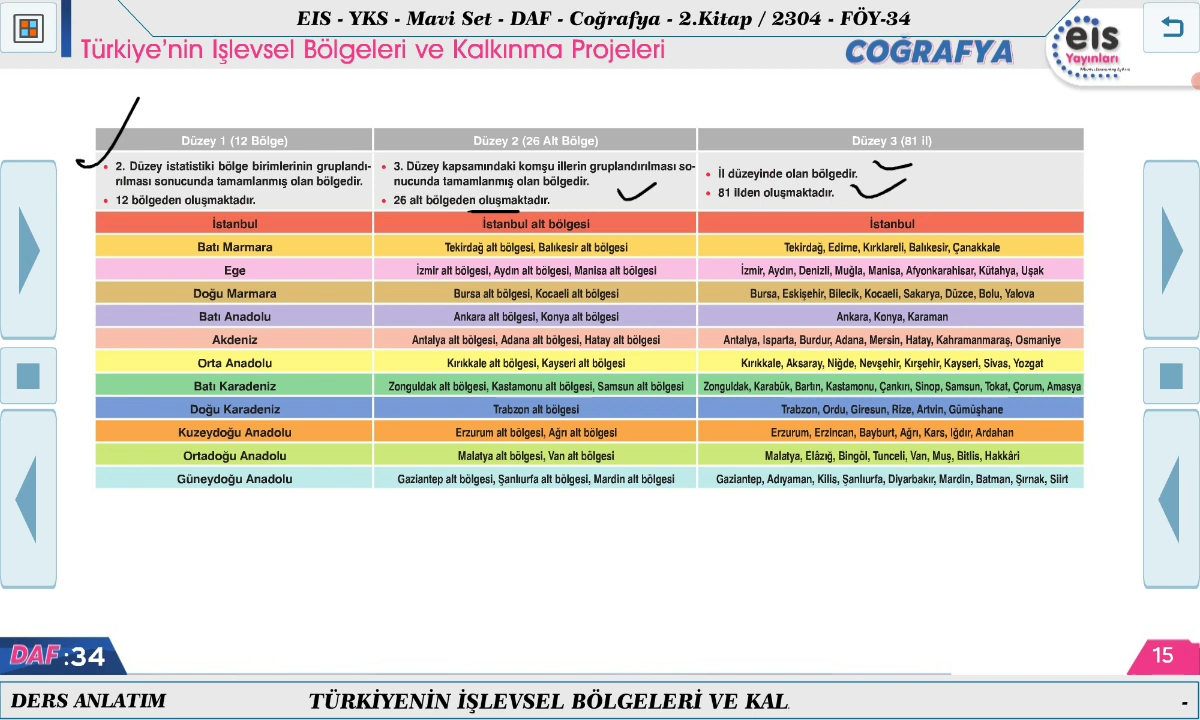 EIS - YKS - Mavi Set - DAF - Coğrafya - 2.Kitap / 2304 - FÖY-34
Türkiye'nin İşlevsel Bölgeleri ve Kalkınma Projeleri
COĞRAFYA
eis
Yayınları
Düzey 1 (12 Bölge) Düzey 2 (26 Alt Bölge) Düzey 3 (81 il)
• 2. Düzey istatistiki bölge birimlerinin gruplandı-
rılması sonucunda tamamlanmış olan bölgedir.
• 12 bölgeden oluşmaktadır.
• 3. Düzey kapsamındaki komşu illerin gruplandırılması so-
nucunda tamamlanmış olan bölgedir.
• 26 alt bölgeden oluşmaktadır.
• İl düzeyinde olan bölgedir.
• 81 ilden oluşmaktadır.
İstanbul İstanbul alt bölgesi İstanbul
Batı Marmara Tekirdağ alt bölgesi, Balıkesir alt bölgesi Tekirdağ, Edirne, Kırklareli, Balıkesir, Çanakkale
Ege İzmir alt bölgesi, Aydın alt bölgesi, Manisa alt bölgesi İzmir, Aydın, Denizli, Muğla, Manisa, Afyonkarahisar, Kütahya, Uşak
Doğu Marmara Bursa alt bölgesi, Kocaeli alt bölgesi Bursa, Eskişehir, Bilecik, Kocaeli, Sakarya, Düzce, Bolu, Yalova
Batı Anadolu Ankara alt bölgesi, Konya alt bölgesi Ankara, Konya, Karaman
Akdeniz Antalya alt bölgesi, Adana alt bölgesi, Hatay alt bölgesi Antalya, Isparta, Burdur, Adana, Mersin, Hatay, Kahramanmaraş, Osmaniye
Orta Anadolu Kırıkkale alt bölgesi, Kayseri alt bölgesi Kırıkkale, Aksaray, Niğde, Nevşehir, Kırşehir, Kayseri, Sivas, Yozgat
Batı Karadeniz Zonguldak alt bölgesi, Kastamonu alt bölgesi, Samsun alt bölgesi Zonguldak, Karabük, Bartın, Kastamonu, Çankırı, Sinop, Samsun, Tokat, Çorum, Amasya
Doğu Karadeniz Trabzon alt bölgesi Trabzon, Ordu, Giresun, Rize, Artvin, Gümüşhane
Kuzeydoğu Anadolu Erzurum alt bölgesi, Ağrı alt bölgesi Erzurum, Erzincan, Bayburt, Ağrı, Kars, Iğdır, Ardahan
Ortadoğu Anadolu Malatya alt bölgesi, Van alt bölgesi Malatya, Elâzığ, Bingöl, Tunceli, Van, Muş, Bitlis, Hakkâri
Güneydoğu Anadolu Gaziantep alt bölgesi, Şanlıurfa alt bölgesi, Mardin alt bölgesi Gaziantep, Adıyaman, Kilis, Şanlıurfa, Diyarbakır, Mardin, Batman, Şırnak, Siirt
DAF :34
15
DERS ANLATIM TÜRKİYENİN İŞLEVSEL BÖLGELERİ VE KAL -